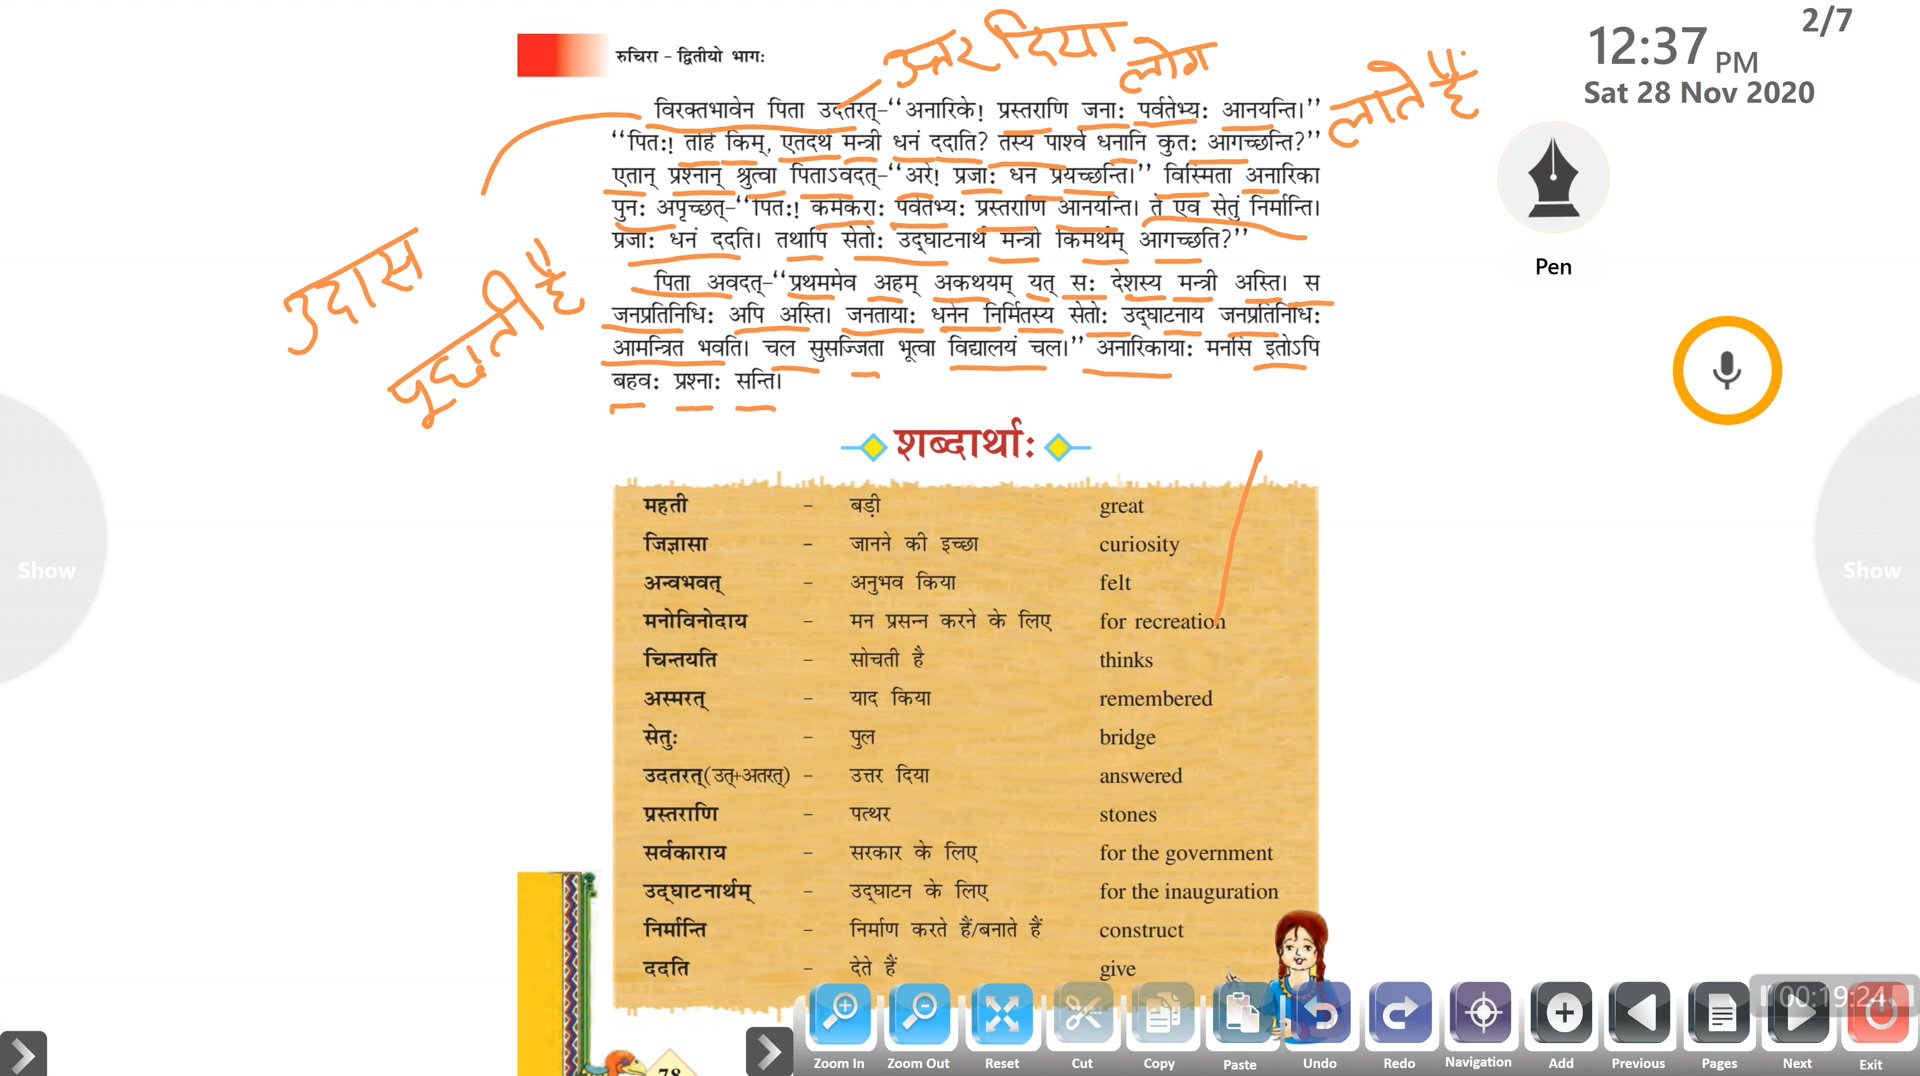 2/7
12:37 PM
Sat 28 Nov 2020
रुचिरा – द्वितीयो भागः
उत्तर दिया
लोग
लाते हैं
विरक्तभावेन पिता उदतरत्–“अनारिके! प्रस्तराणि जनाः पर्वतेभ्यः आनयन्ति।”
“पितः! तर्हि किम्, एतदर्थं मन्त्री धनं ददाति? तस्य पार्श्वे धनानि कुतः आगच्छन्ति?”
एतान् प्रश्नान् श्रुत्वा पिताऽवदत्–“अरे! प्रजाः धनं प्रयच्छन्ति।” विस्मिता अनारिका
पुनः अपृच्छत्–“पितः! कर्मकराः पर्वतेभ्यः प्रस्तराणि आनयन्ति। ते एव सेतुं निर्मान्ति।
प्रजाः धनं ददति। तथापि सेतोः उद्घाटनार्थं मन्त्री किमर्थम् आगच्छति?”
उदास
पूछती है
पिता अवदत्–“प्रथममेव अहम् अकथयम् यत् सः देशस्य मन्त्री अस्ति। स
जनप्रतिनिधिः अपि अस्ति। जनतायाः धनेन निर्मितस्य सेतोः उद्घाटनाय जनप्रतिनिधिः
आमन्त्रित भवति। चल सुसज्जिता भूत्वा विद्यालयं चल।” अनारिकायाः मनसि इतोऽपि
बहवः प्रश्नाः सन्ति।
Pen
शब्दार्थाः
महती – बड़ी great
जिज्ञासा – जानने की इच्छा curiosity
अन्वभवत् – अनुभव किया felt
मनोविनोदाय – मन प्रसन्न करने के लिए for recreation
चिन्तयति – सोचती है thinks
अस्मरत् – याद किया remembered
सेतुः – पुल bridge
उदतरत्(उत्+अतरत्) – उत्तर दिया answered
प्रस्तराणि – पत्थर stones
सर्वकाराय – सरकार के लिए for the government
उद्घाटनार्थम् – उद्घाटन के लिए for the inauguration
निर्मान्ति – निर्माण करते हैं/बनाते हैं construct
ददति – देते हैं give
Show
Show
00:19:24
78
Zoom In Zoom Out Reset Cut Copy Paste Undo Redo Navigation Add Previous Pages Next Exit